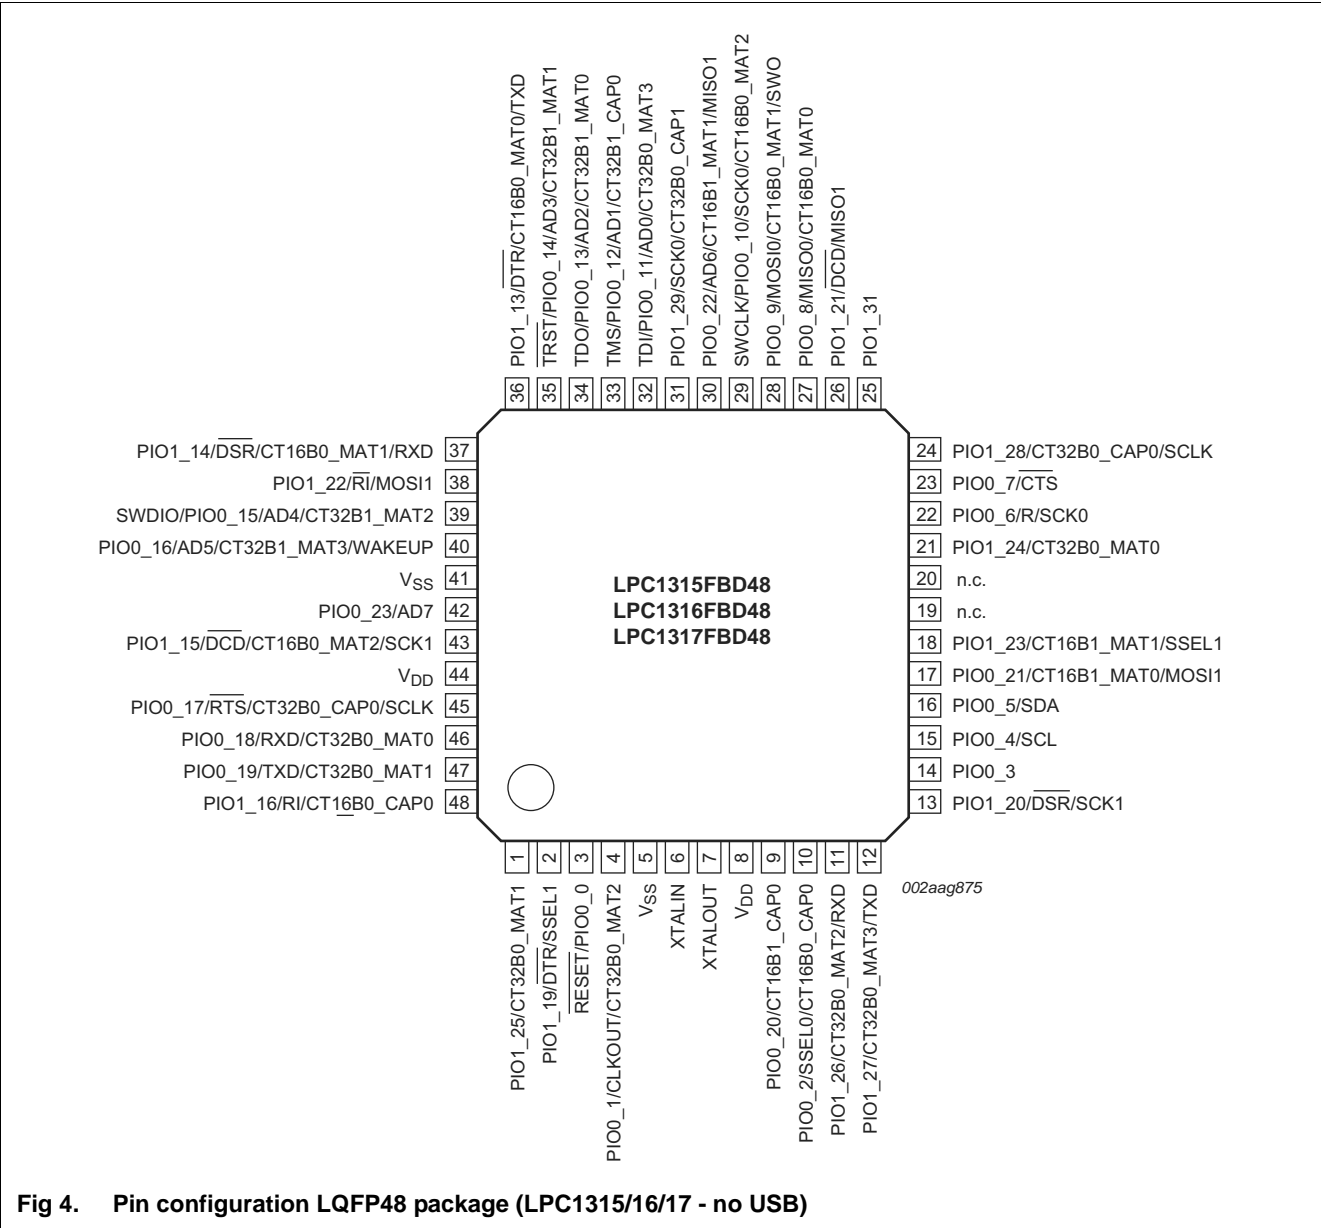 PIO1_13/DTR/CT16B0_MAT0/TXD
TRST/PIO0_14/AD3/CT32B1_MAT1
TDO/PIO0_13/AD2/CT32B1_MAT0
TMS/PIO0_12/AD1/CT32B1_CAP0
TDI/PIO0_11/AD0/CT32B0_MAT3
PIO1_29/SCK0/CT32B0_CAP1
PIO0_22/AD6/CT16B1_MAT1/MISO1
SWCLK/PIO0_10/SCK0/CT16B0_MAT2
PIO0_9/MOSI0/CT16B0_MAT1/SWO
PIO0_8/MISO0/CT16B0_MAT0
PIO1_21/DCD/MISO1
PIO1_31
36
35
34
33
32
31
30
29
28
27
26
25
PIO1_14/DSR/CT16B0_MAT1/RXD 37
PIO1_22/RI/MOSI1 38
SWDIO/PIO0_15/AD4/CT32B1_MAT2 39
PIO0_16/AD5/CT32B1_MAT3/WAKEUP 40
VSS 41
PIO0_23/AD7 42
PIO1_15/DCD/CT16B0_MAT2/SCK1 43
VDD 44
PIO0_17/RTS/CT32B0_CAP0/SCLK 45
PIO0_18/RXD/CT32B0_MAT0 46
PIO0_19/TXD/CT32B0_MAT1 47
PIO1_16/RI/CT16B0_CAP0 48
LPC1315FBD48
LPC1316FBD48
LPC1317FBD48
24 PIO1_28/CT32B0_CAP0/SCLK
23 PIO0_7/CTS
22 PIO0_6/R/SCK0
21 PIO1_24/CT32B0_MAT0
20 n.c.
19 n.c.
18 PIO1_23/CT16B1_MAT1/SSEL1
17 PIO0_21/CT16B1_MAT0/MOSI1
16 PIO0_5/SDA
15 PIO0_4/SCL
14 PIO0_3
13 PIO1_20/DSR/SCK1
1
2
3
4
5
6
7
8
9
10
11
12
PIO1_25/CT32B0_MAT1
PIO1_19/DTR/SSEL1
RESET/PIO0_0
PIO0_1/CLKOUT/CT32B0_MAT2
VSS
XTALIN
XTALOUT
VDD
PIO0_20/CT16B1_CAP0
PIO0_2/SSEL0/CT16B0_CAP0
PIO1_26/CT32B0_MAT2/RXD
PIO1_27/CT32B0_MAT3/TXD
002aag875
Fig 4. Pin configuration LQFP48 package (LPC1315/16/17 - no USB)